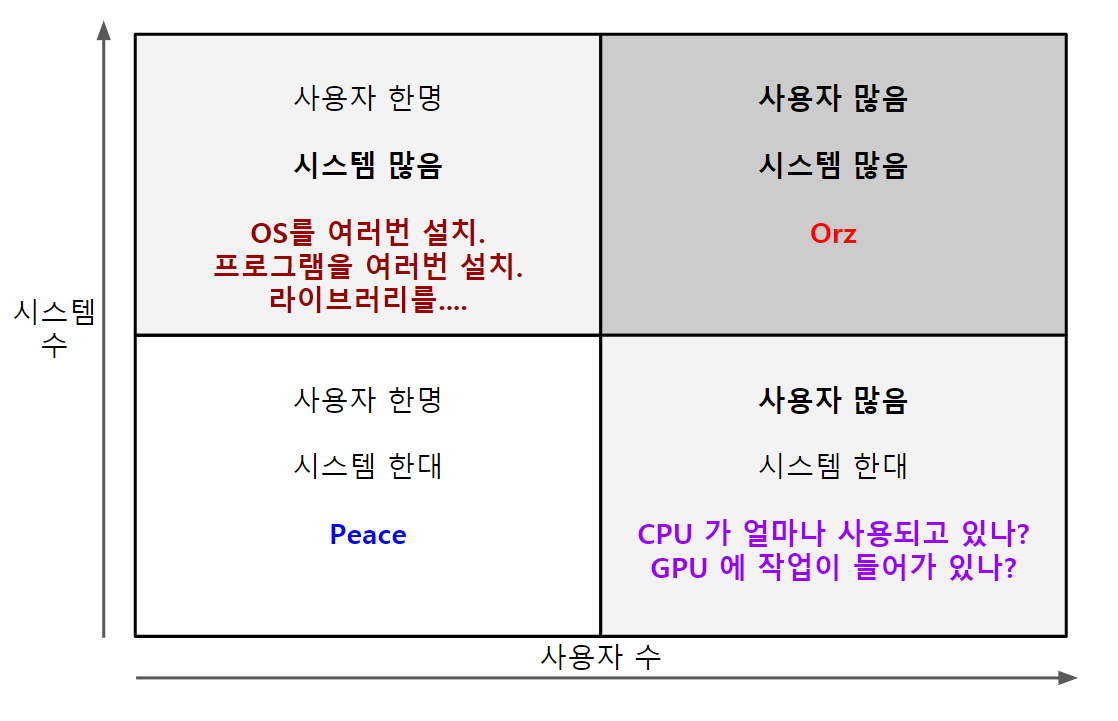 사용자 한명
시스템 많음
OS를 여러번 설치.
프로그램을 여러번 설치.
라이브러리를....
사용자 많음
시스템 많음
Orz
시스템
수
사용자 한명
시스템 한대
Peace
사용자 많음
시스템 한대
CPU 가 얼마나 사용되고 있나?
GPU 에 작업이 들어가 있나?
사용자 수